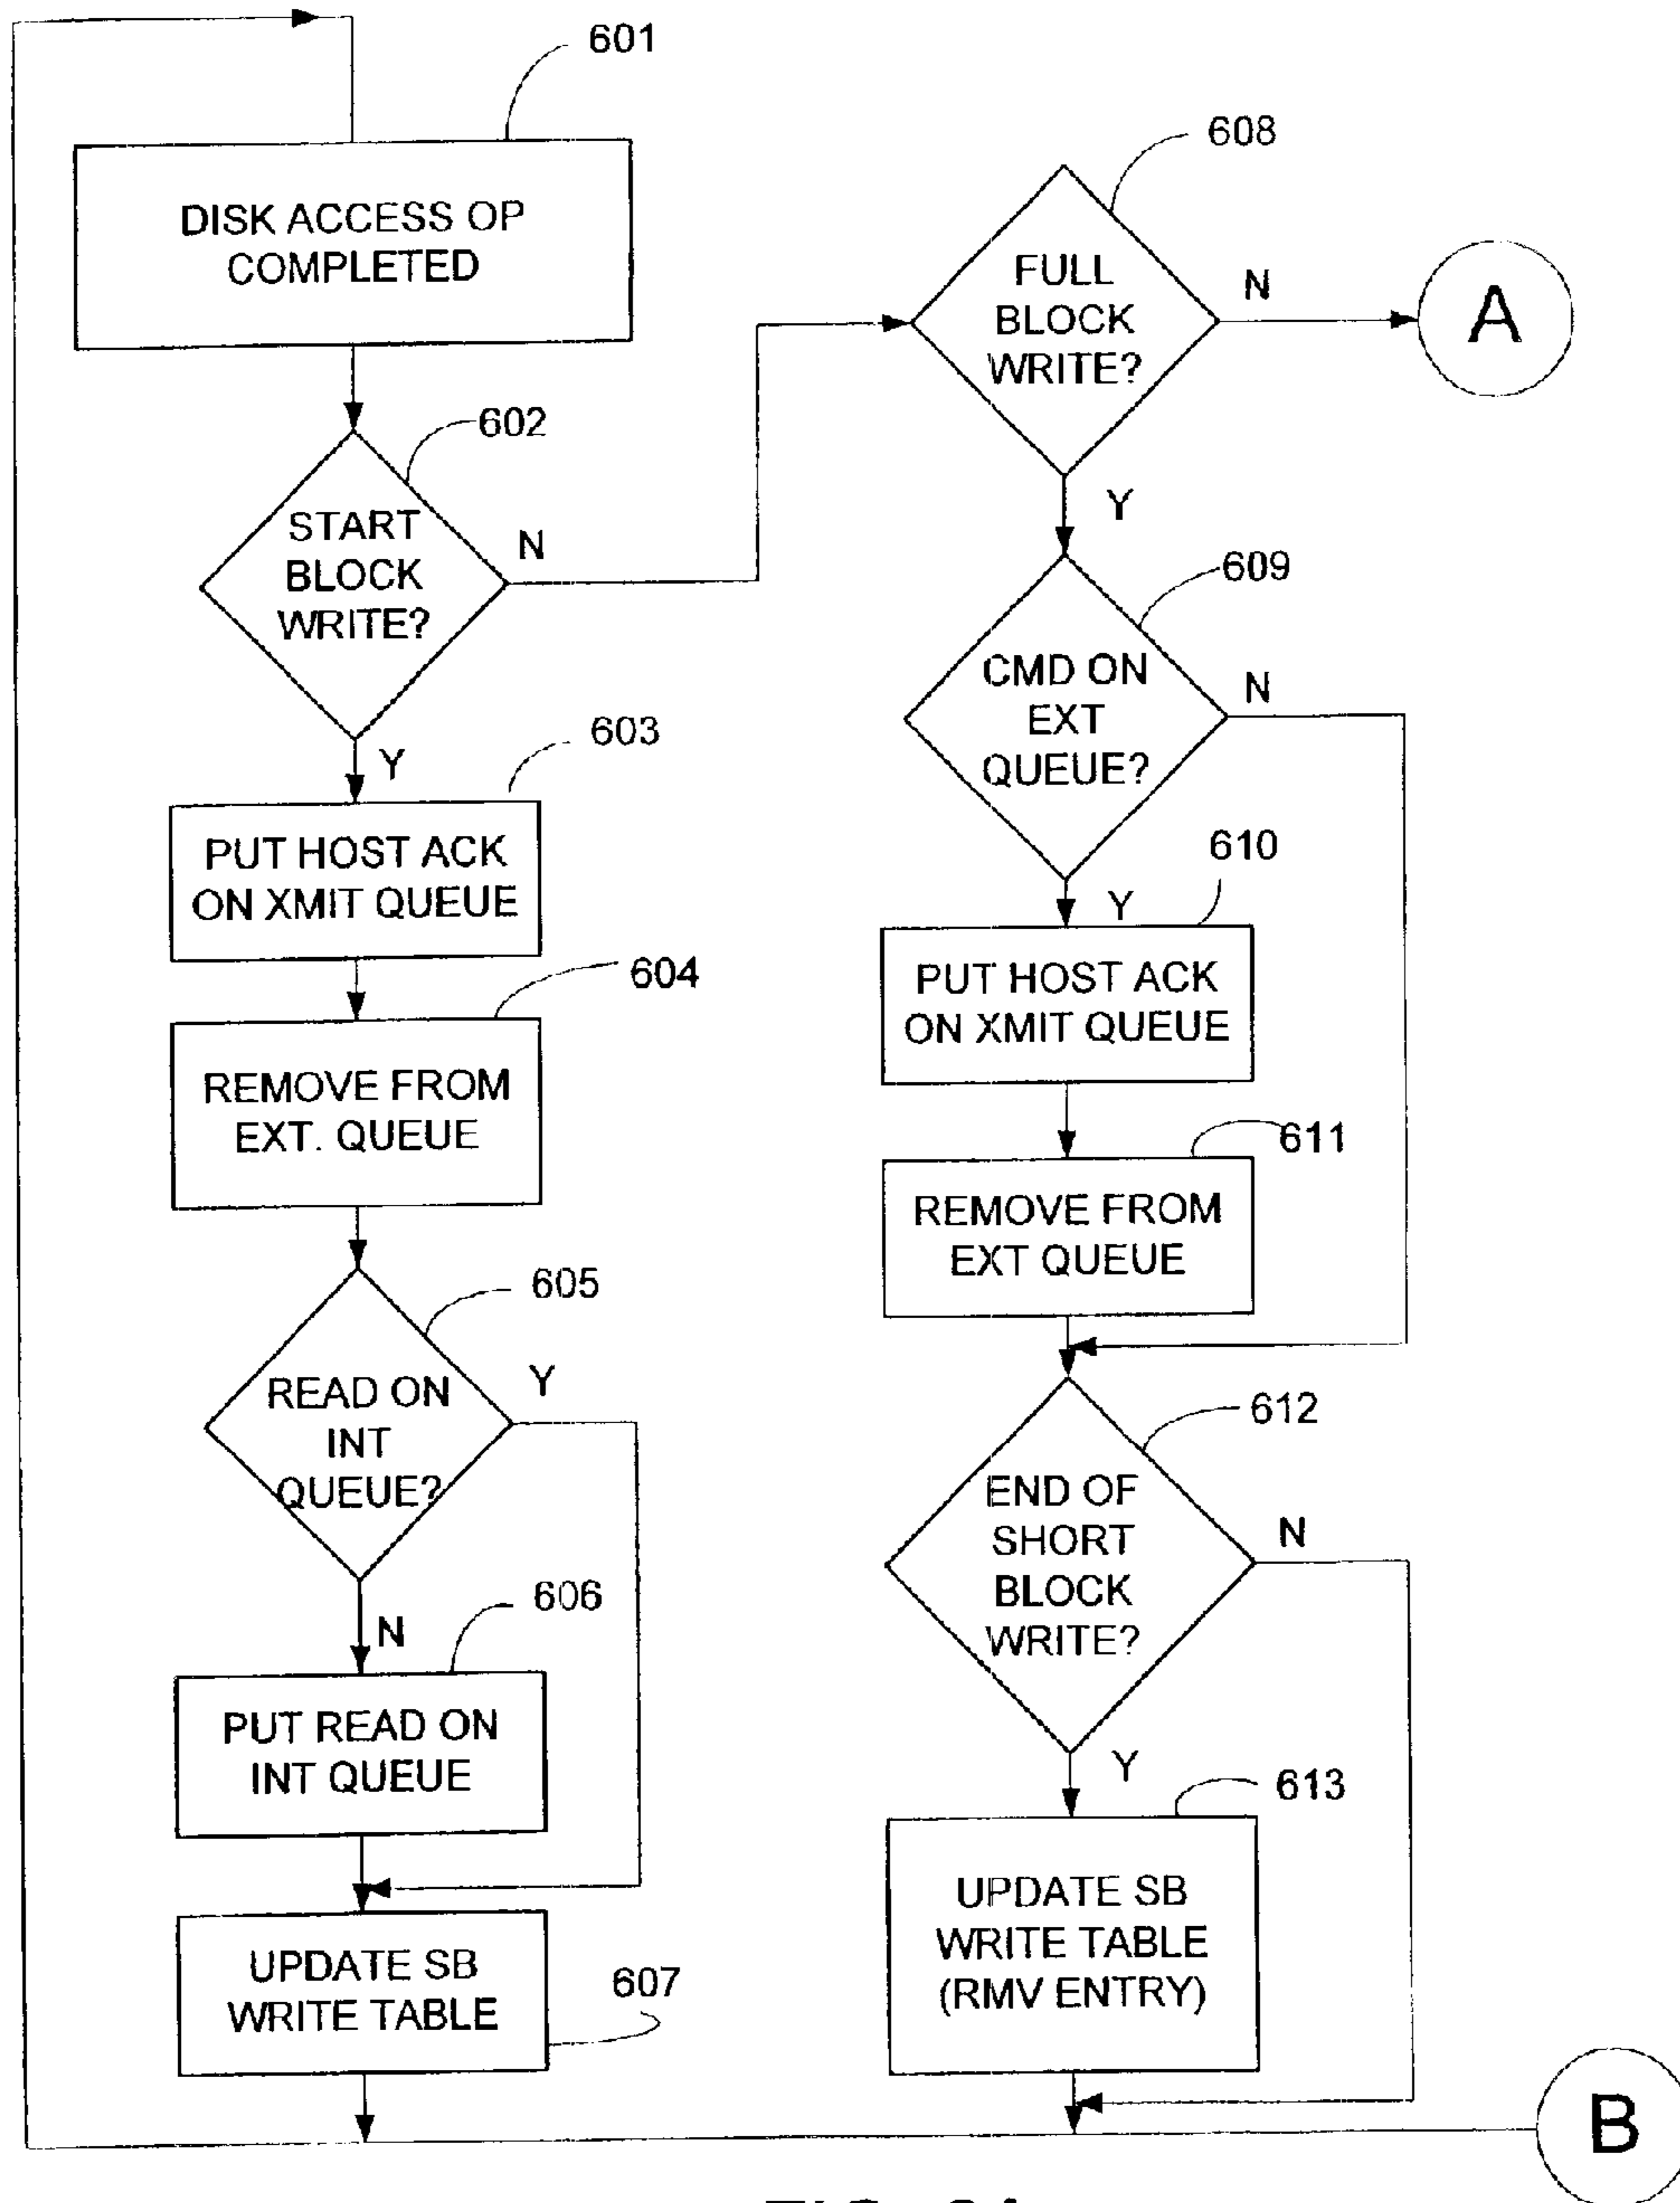 601
DISK ACCESS OP
COMPLETED
602
START
BLOCK
WRITE?
N
Y
603
PUT HOST ACK
ON XMIT QUEUE
604
REMOVE FROM
EXT. QUEUE
605
READ ON
INT
QUEUE?
Y
N
606
PUT READ ON
INT QUEUE
UPDATE SB
WRITE TABLE
607
608
FULL
BLOCK
WRITE?
N
A
Y
609
CMD ON
EXT
QUEUE?
N
Y
610
PUT HOST ACK
ON XMIT QUEUE
611
REMOVE FROM
EXT QUEUE
612
END OF
SHORT
BLOCK
WRITE?
N
Y
613
UPDATE SB
WRITE TABLE
(RMV ENTRY)
B